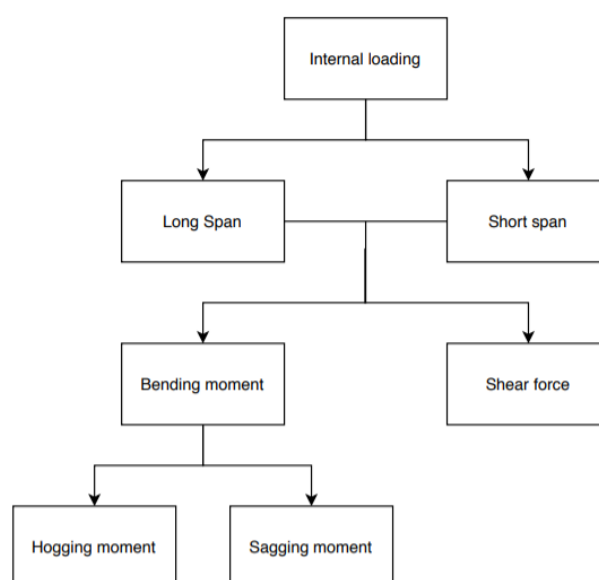 Internal loading
Long Span
Short span
Bending moment
Shear force
Hogging moment
Sagging moment